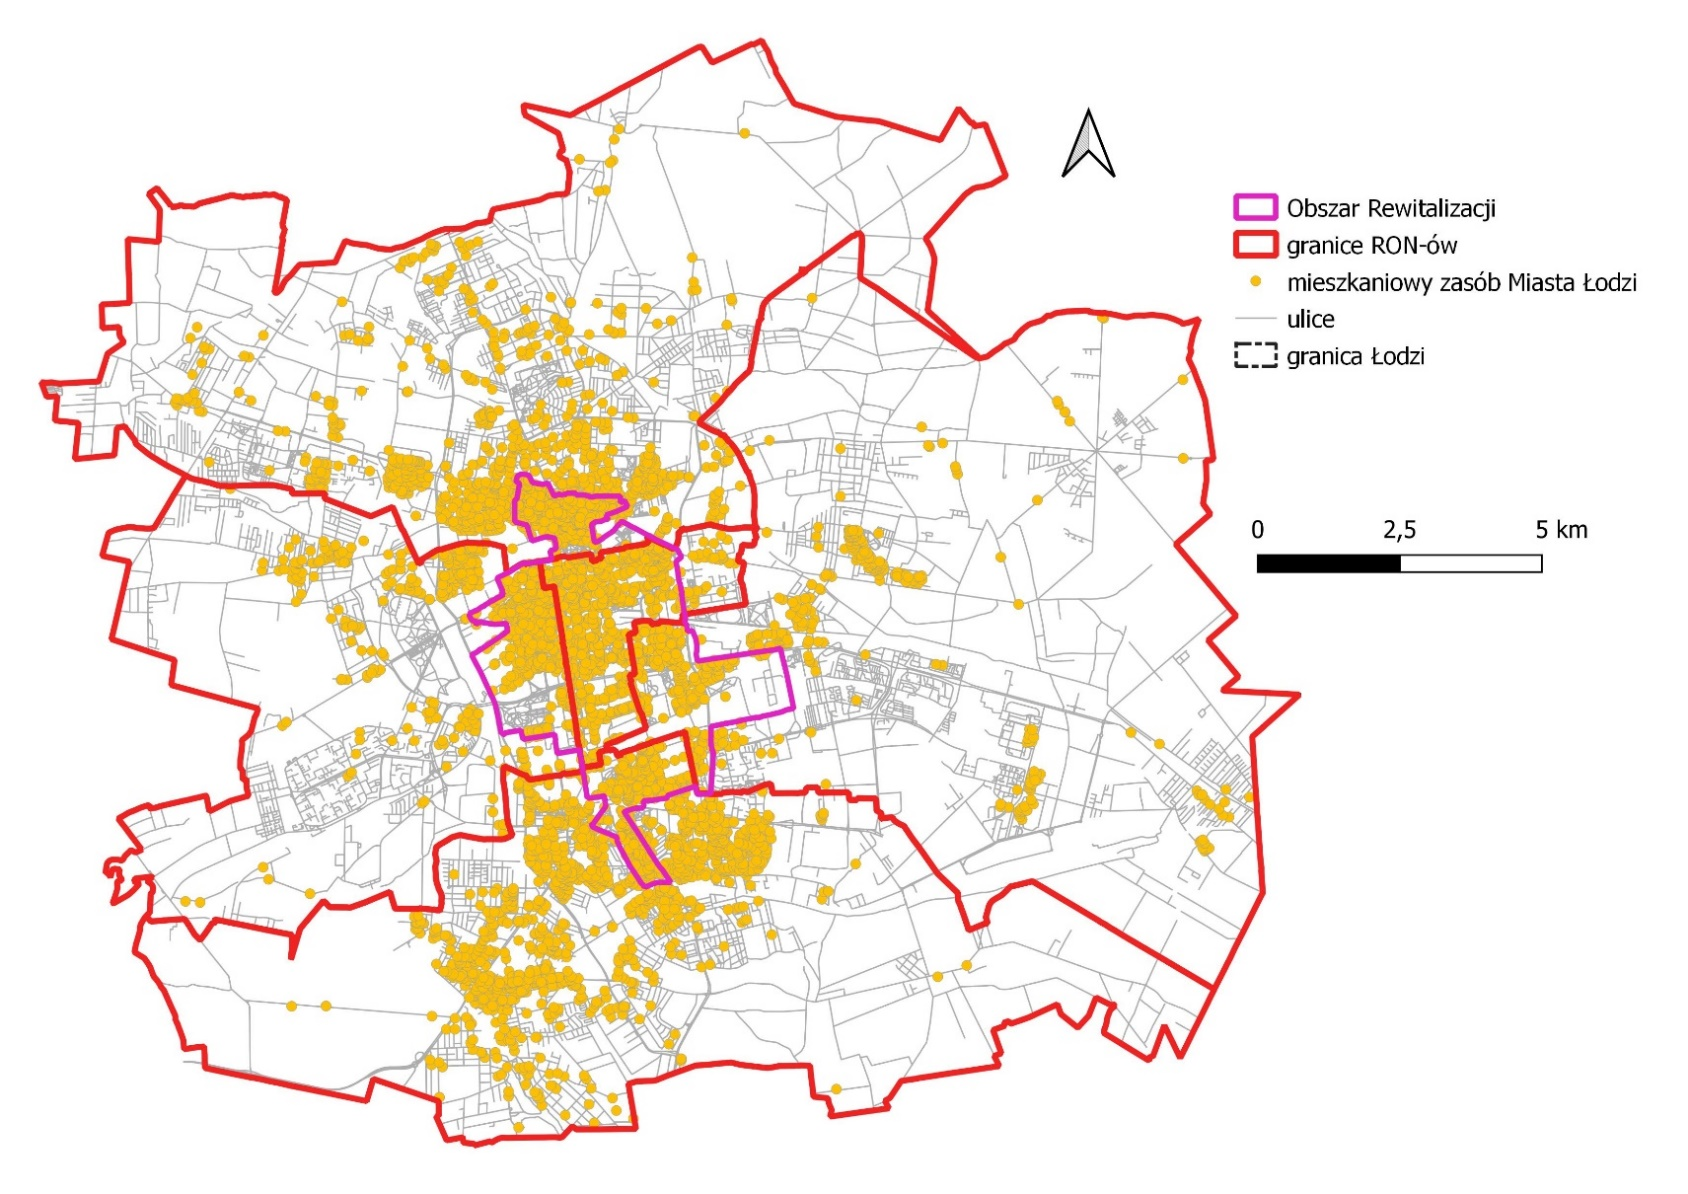 Obszar Rewitalizacji
granice RON-ów
mieszkaniowy zasób Miasta Łodzi
ulice
granica Łodzi
0 2,5 5 km